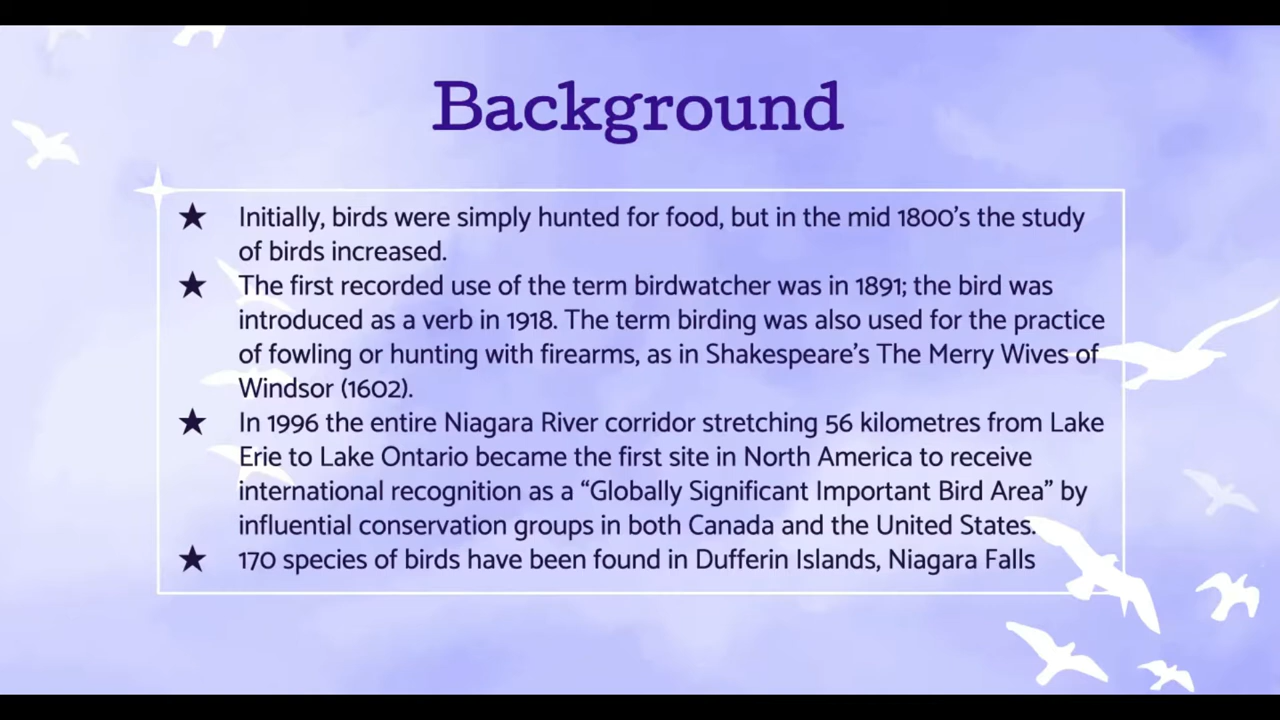 Background
★ Initially, birds were simply hunted for food, but in the mid 1800's the study
of birds increased.
★ The first recorded use of the term birdwatcher was in 1891; the bird was
introduced as a verb in 1918. The term birding was also used for the practice
of fowling or hunting with firearms, as in Shakespeare's The Merry Wives of
Windsor (1602).
★ In 1996 the entire Niagara River corridor stretching 56 kilometres from Lake
Erie to Lake Ontario became the first site in North America to receive
international recognition as a “Globally Significant Important Bird Area” by
influential conservation groups in both Canada and the United States.
★ 170 species of birds have been found in Dufferin Islands, Niagara Falls